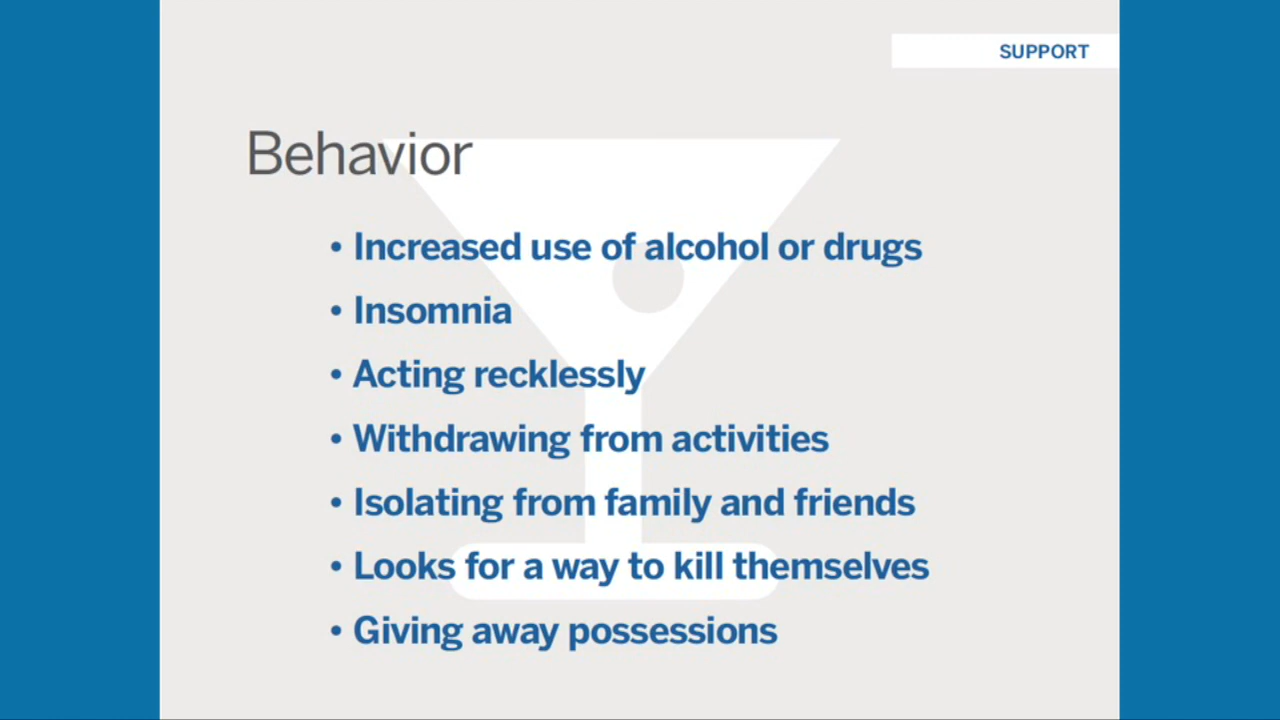 SUPPORT
Behavior
• Increased use of alcohol or drugs
• Insomnia
• Acting recklessly
• Withdrawing from activities
• Isolating from family and friends
• Looks for a way to kill themselves
• Giving away possessions